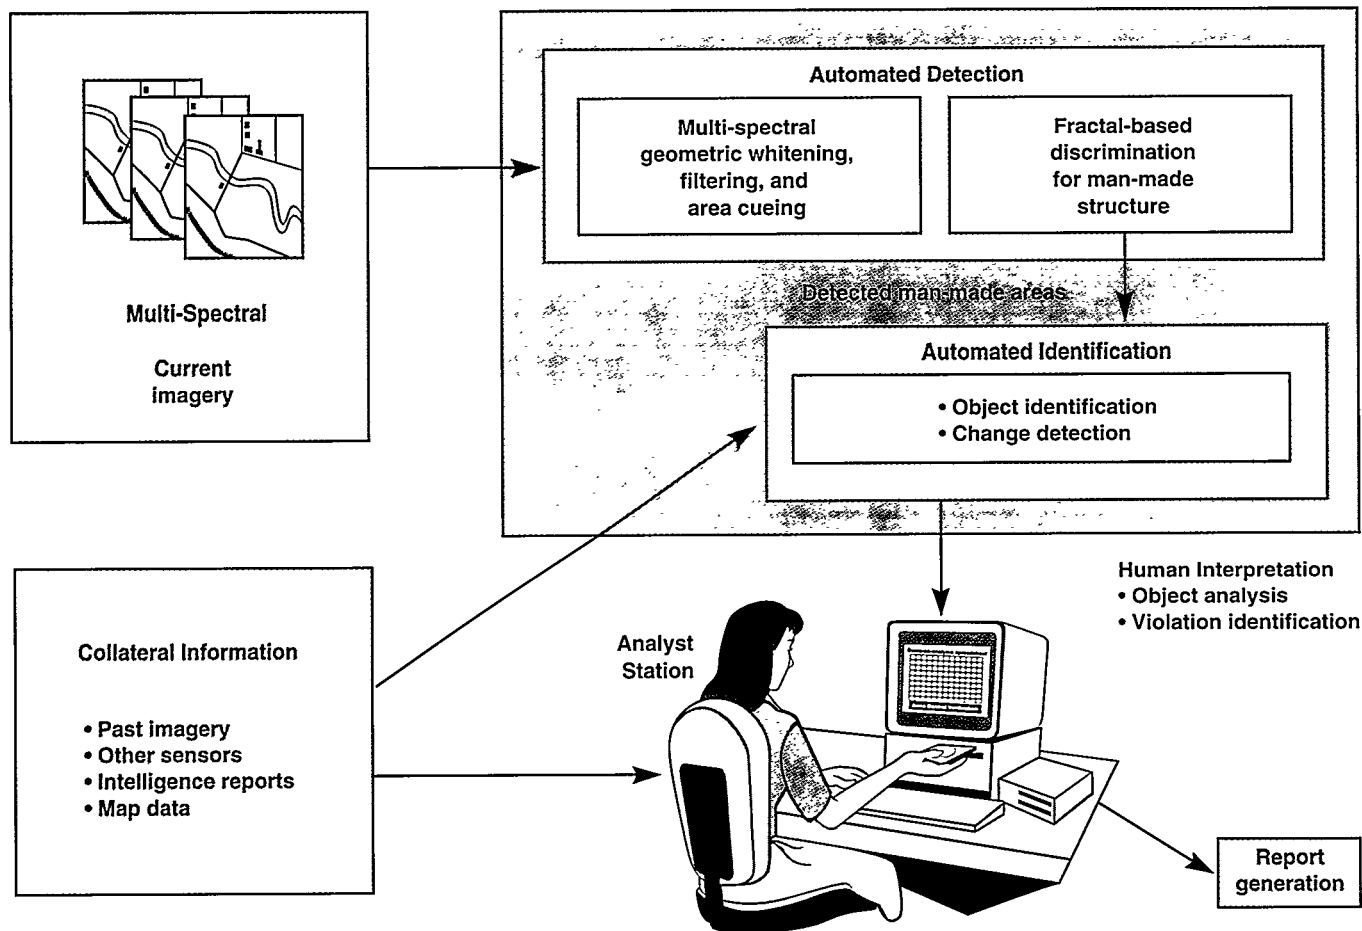 Multi-Spectral
Current
imagery
Automated Detection
Multi-spectral
geometric whitening,
filtering, and
area cueing
Fractal-based
discrimination
for man-made
structure
Detected man-made areas
Automated Identification
• Object identification
• Change detection
Collateral Information
• Past imagery
• Other sensors
• Intelligence reports
• Map data
Analyst
Station
Human Interpretation
• Object analysis
• Violation identification
Report
generation